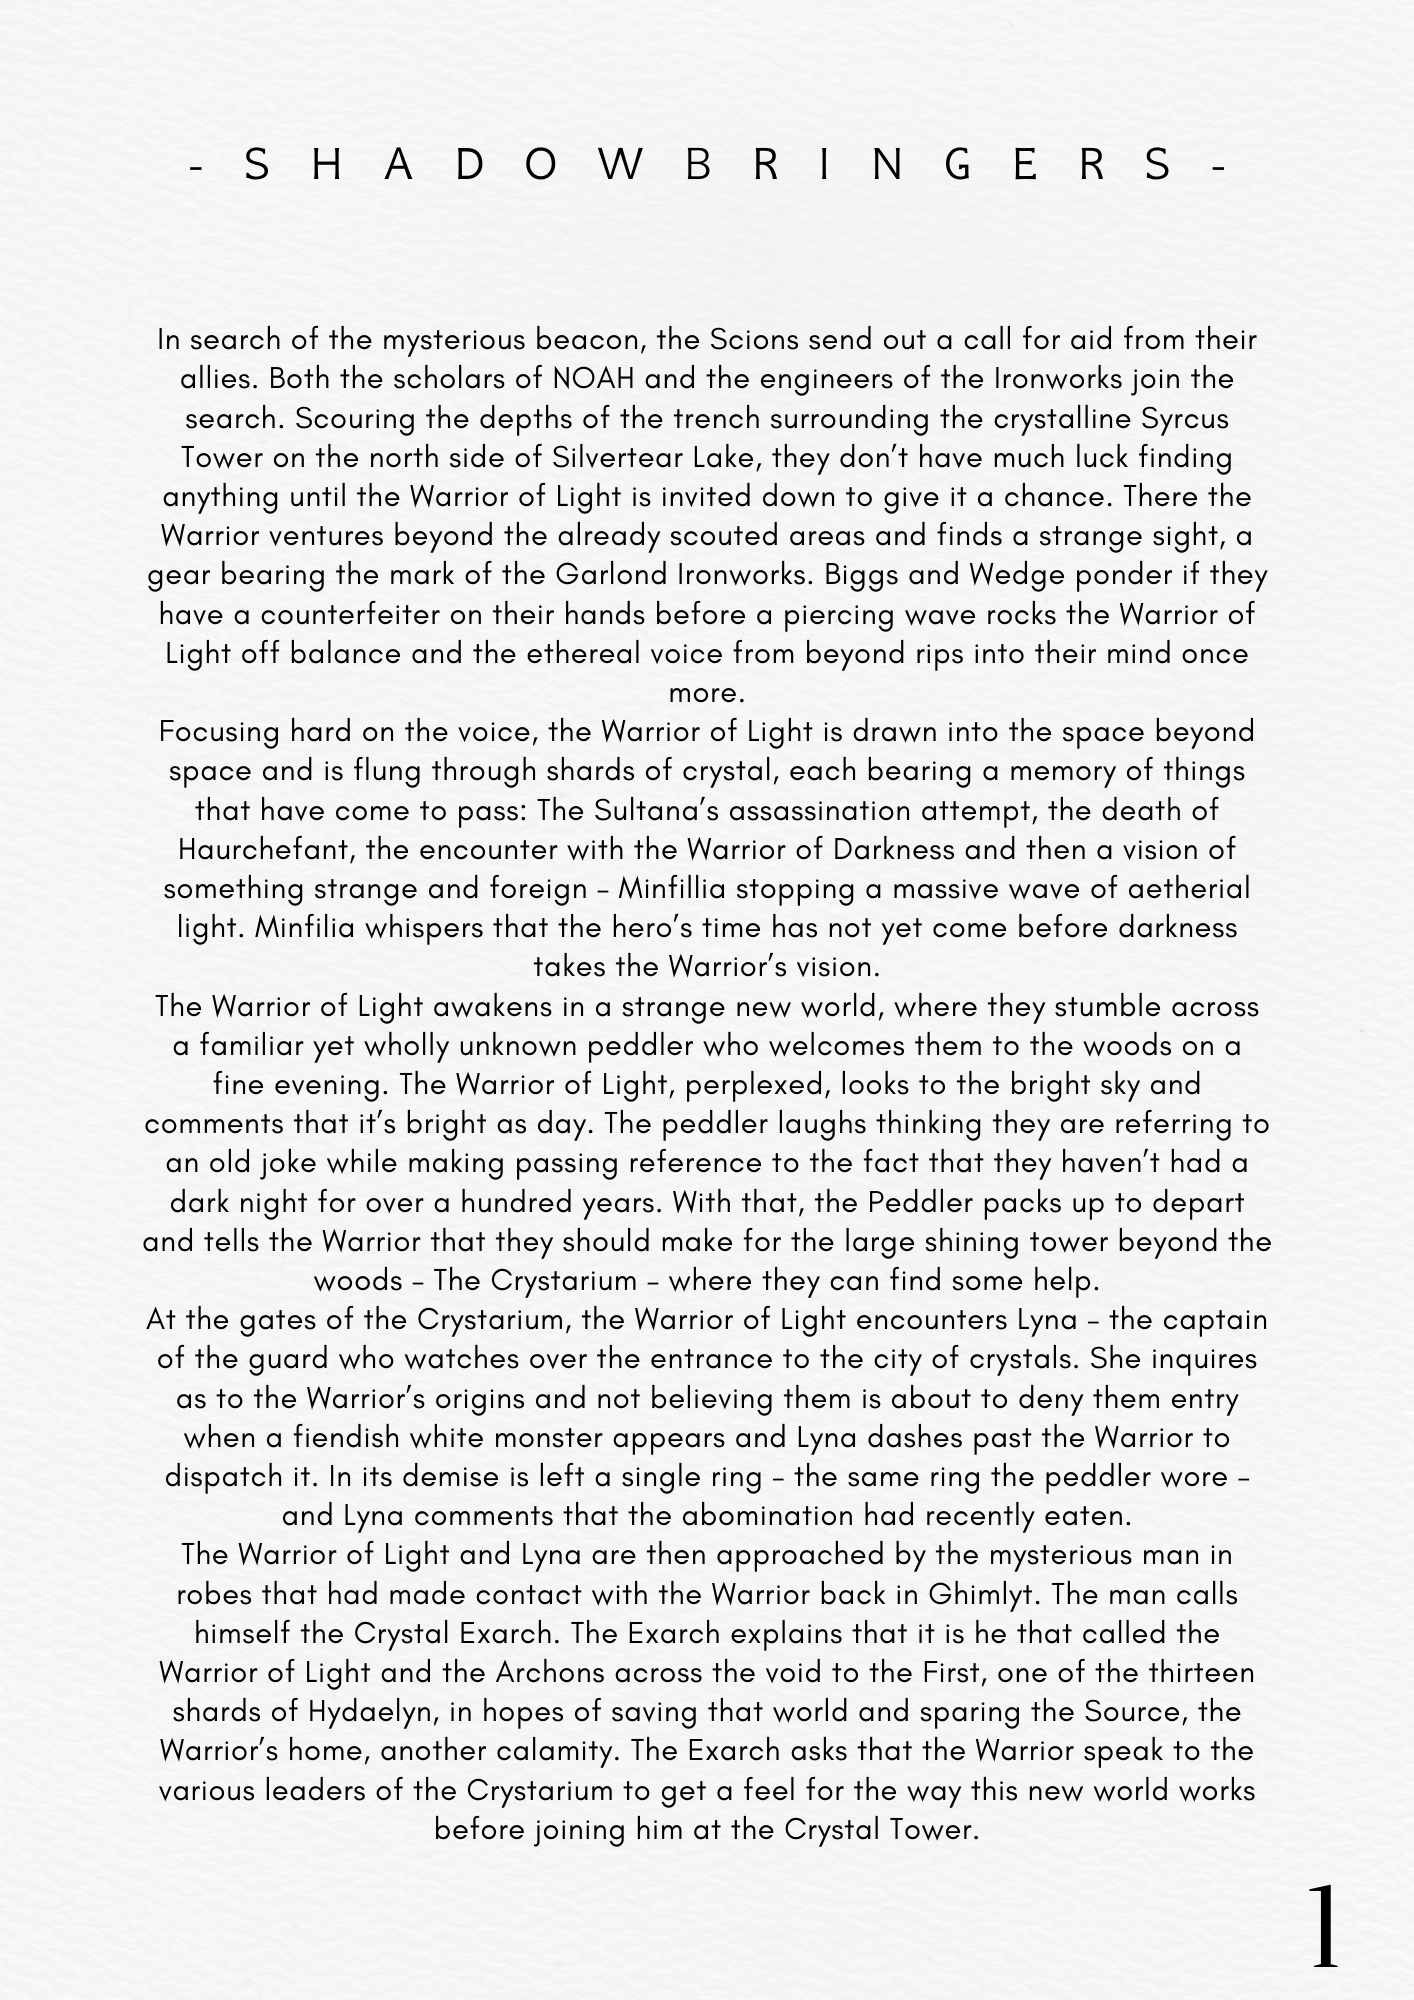 - S H A D O W B R I N G E R S -
In search of the mysterious beacon, the Scions send out a call for aid from their
allies. Both the scholars of NOAH and the engineers of the Ironworks join the
search. Scouring the depths of the trench surrounding the crystalline Syrcus
Tower on the north side of Silvertear Lake, they don’t have much luck finding
anything until the Warrior of Light is invited down to give it a chance. There the
Warrior ventures beyond the already scouted areas and finds a strange sight, a
gear bearing the mark of the Garlond Ironworks. Biggs and Wedge ponder if they
have a counterfeiter on their hands before a piercing wave rocks the Warrior of
Light off balance and the ethereal voice from beyond rips into their mind once
more.
Focusing hard on the voice, the Warrior of Light is drawn into the space beyond
space and is flung through shards of crystal, each bearing a memory of things
that have come to pass: The Sultana’s assassination attempt, the death of
Haurchefant, the encounter with the Warrior of Darkness and then a vision of
something strange and foreign – Minfillia stopping a massive wave of aetherial
light. Minfilia whispers that the hero’s time has not yet come before darkness
takes the Warrior’s vision.
The Warrior of Light awakens in a strange new world, where they stumble across
a familiar yet wholly unknown peddler who welcomes them to the woods on a
fine evening. The Warrior of Light, perplexed, looks to the bright sky and
comments that it’s bright as day. The peddler laughs thinking they are referring to
an old joke while making passing reference to the fact that they haven’t had a
dark night for over a hundred years. With that, the Peddler packs up to depart
and tells the Warrior that they should make for the large shining tower beyond the
woods – The Crystarium – where they can find some help.
At the gates of the Crystarium, the Warrior of Light encounters Lyna – the captain
of the guard who watches over the entrance to the city of crystals. She inquires
as to the Warrior’s origins and not believing them is about to deny them entry
when a fiendish white monster appears and Lyna dashes past the Warrior to
dispatch it. In its demise is left a single ring – the same ring the peddler wore –
and Lyna comments that the abomination had recently eaten.
The Warrior of Light and Lyna are then approached by the mysterious man in
robes that had made contact with the Warrior back in Ghimlyt. The man calls
himself the Crystal Exarch. The Exarch explains that it is he that called the
Warrior of Light and the Archons across the void to the First, one of the thirteen
shards of Hydaelyn, in hopes of saving that world and sparing the Source, the
Warrior’s home, another calamity. The Exarch asks that the Warrior speak to the
various leaders of the Crystarium to get a feel for the way this new world works
before joining him at the Crystal Tower.
1